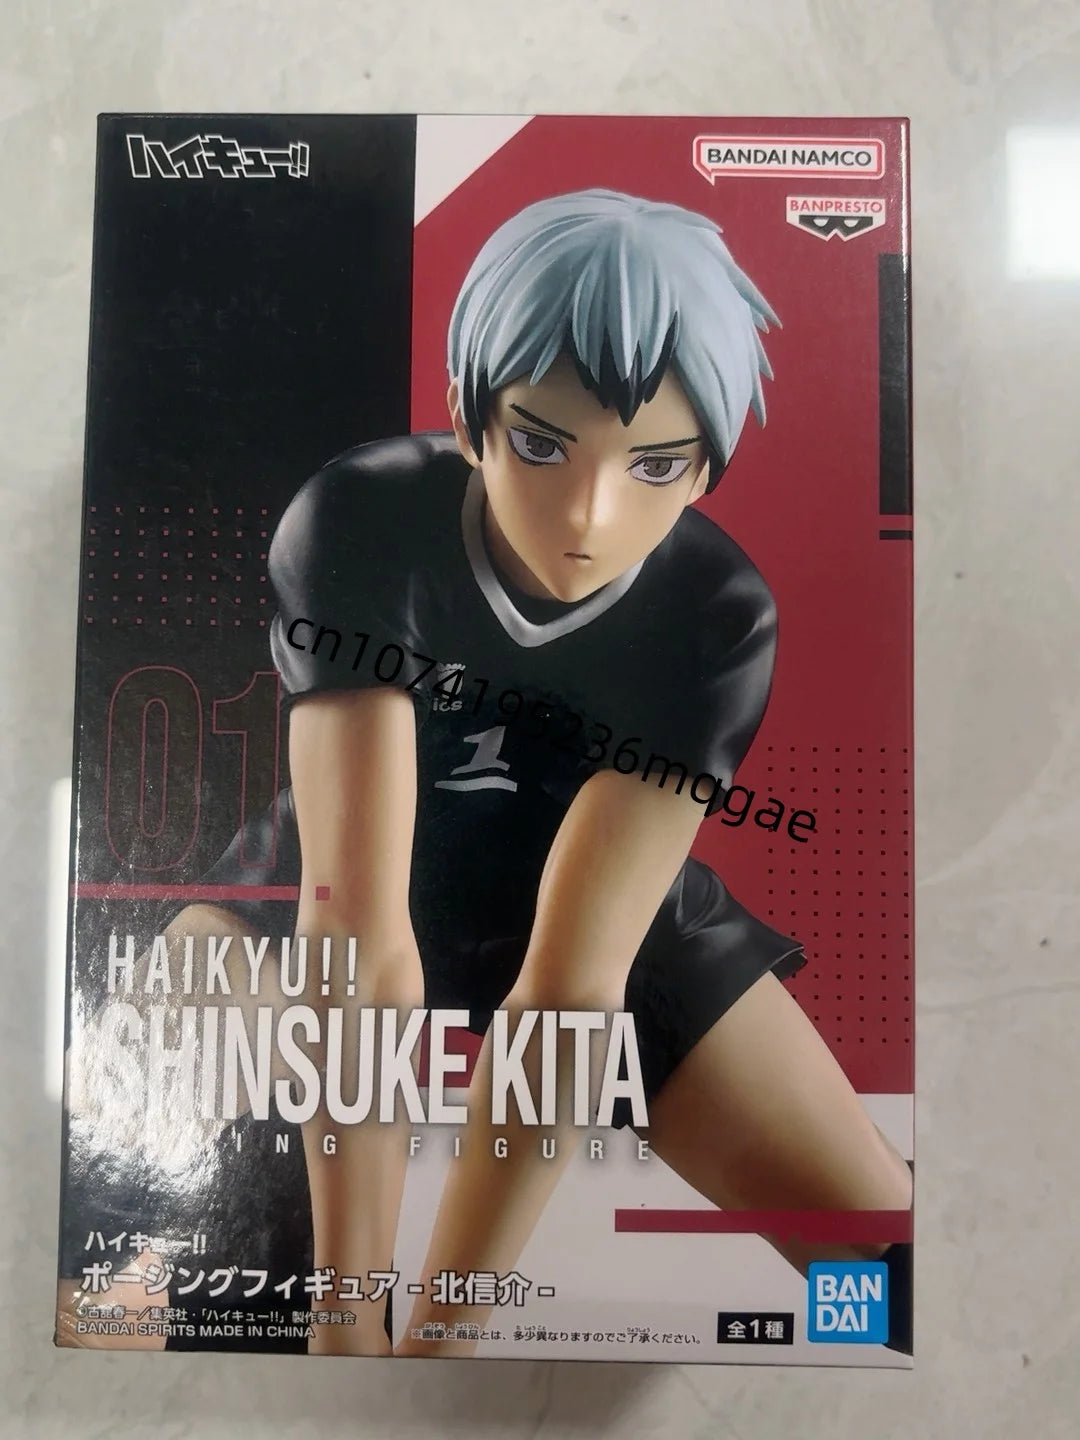 ハイキュー!!
BANDAI NAMCO
BANPRESTO
cn1074195236mqgae
1
01
HAIKYU!!
SHINSUKE KITA
ING FIGURE
ハイキュー!!
ポージングフィギュア - 北信介 -
©古舘春一／集英社・「ハイキュー!!」製作委員会
BANDAI SPIRITS MADE IN CHINA
※画像と商品とは、多少異なりますのでご了承ください。
全1種
BAN
DAI